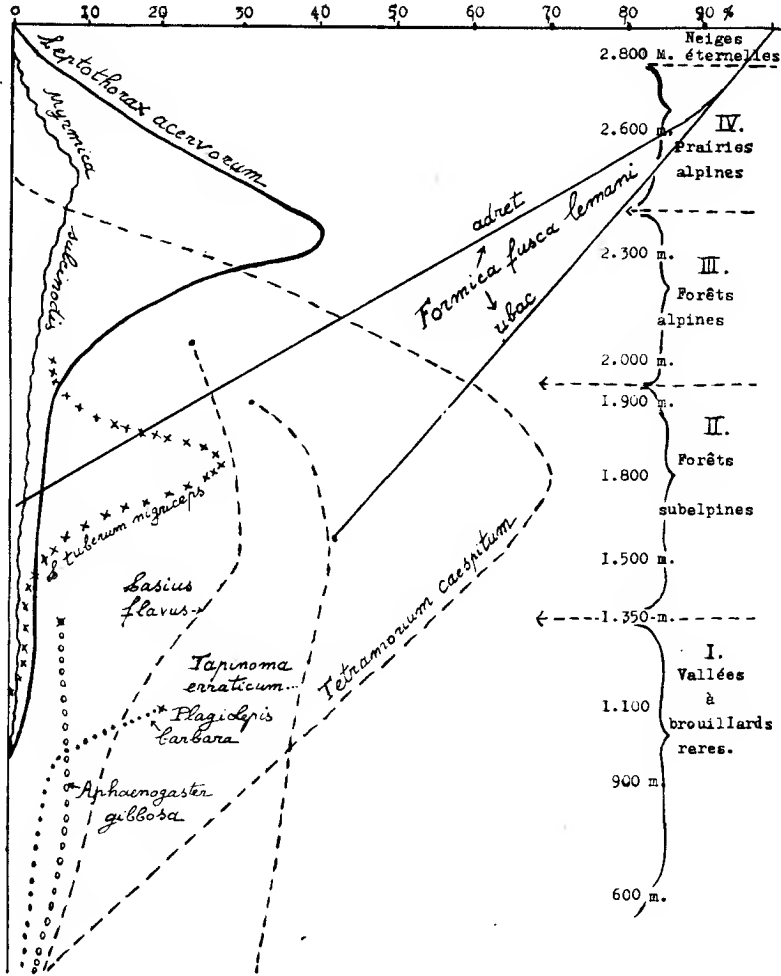 0 10 20 30 40 50 60 70 80 90 %
Neiges
2.800 M. éternelles
Leptothorax acervorum
Myrmica
sulcinodis
2.600 m.
IV.
Prairies
alpines
adret
Formica fusca lemani
ubac
2.300 m.
III.
Forêts
alpines
2.000 m.
1.900 m.
II.
Forêts
1.800
subelpines
L tuberum nigriceps
1.500 m.
Lasius
flavus
Tetramorium caespitum
1.350 m.
I.
Vallées
à
brouillards
rares.
Tapinoma
erraticum...
Plagiolepis
barbara
1.100
Aphaenogaster
gibbosa
900 m
600 m.